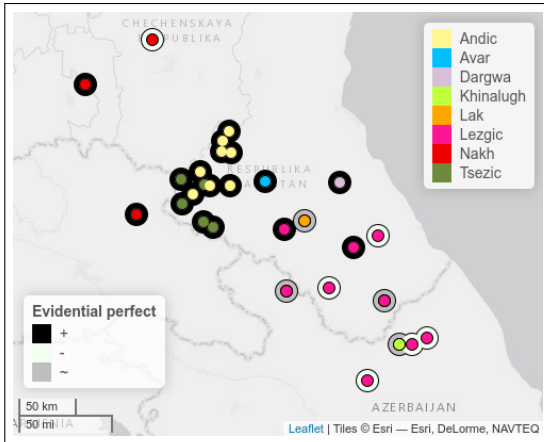 CHECHENSKAYA
RESPUBLIKA
Andic
Avar
Dargwa
Khinalugh
Lak
Lezgic
Nakh
Tsezic
RESPUBLIKA
Evidential perfect
+
-
~
50 km
50 mi
AZERBAIJAN
Leaflet | Tiles © Esri — Esri, DeLorme, NAVTEQ